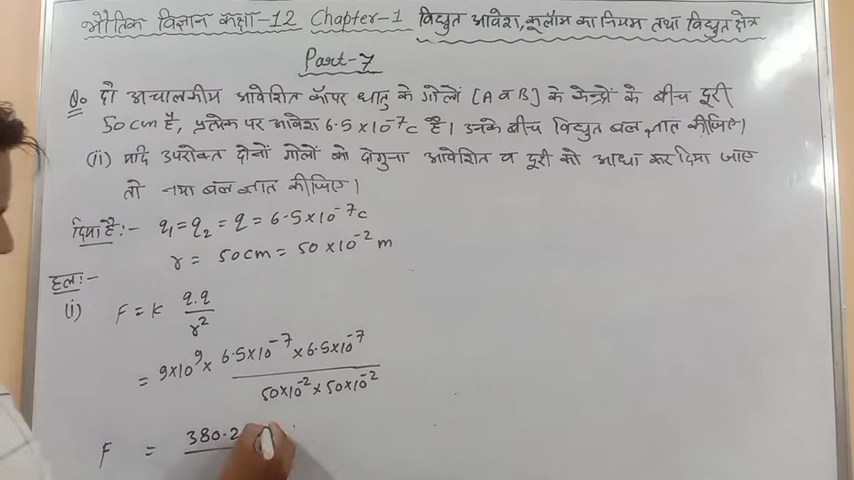 भौतिक विज्ञान कक्षा-12 Chapter-1 विद्युत आवेश, कूलॉम का नियम तथा विद्युत क्षेत्र
Part-7
Q. दो अचालकीय आवेशित कॉपर धातु के गोलों [A व B] के केन्द्रों के बीच दूरी
50 cm है, प्रत्येक पर आवेश 6.5×10⁻⁷c है। उनके बीच विद्युत बल ज्ञात कीजिए।
(ii) यदि उपरोक्त दोनों गोलों को दोगुना आवेशित व दूरी को आधा कर दिया जाए
तो नया बल ज्ञात कीजिए।
दिया है:- q₁ = q₂ = q = 6.5×10⁻⁷c
r = 50cm = 50×10⁻² m
हल:-
(i) F = K q.q / r²
= 9×10⁹ × 6.5×10⁻⁷ × 6.5×10⁻⁷ / 50×10⁻² × 50×10⁻²
F = 380.2